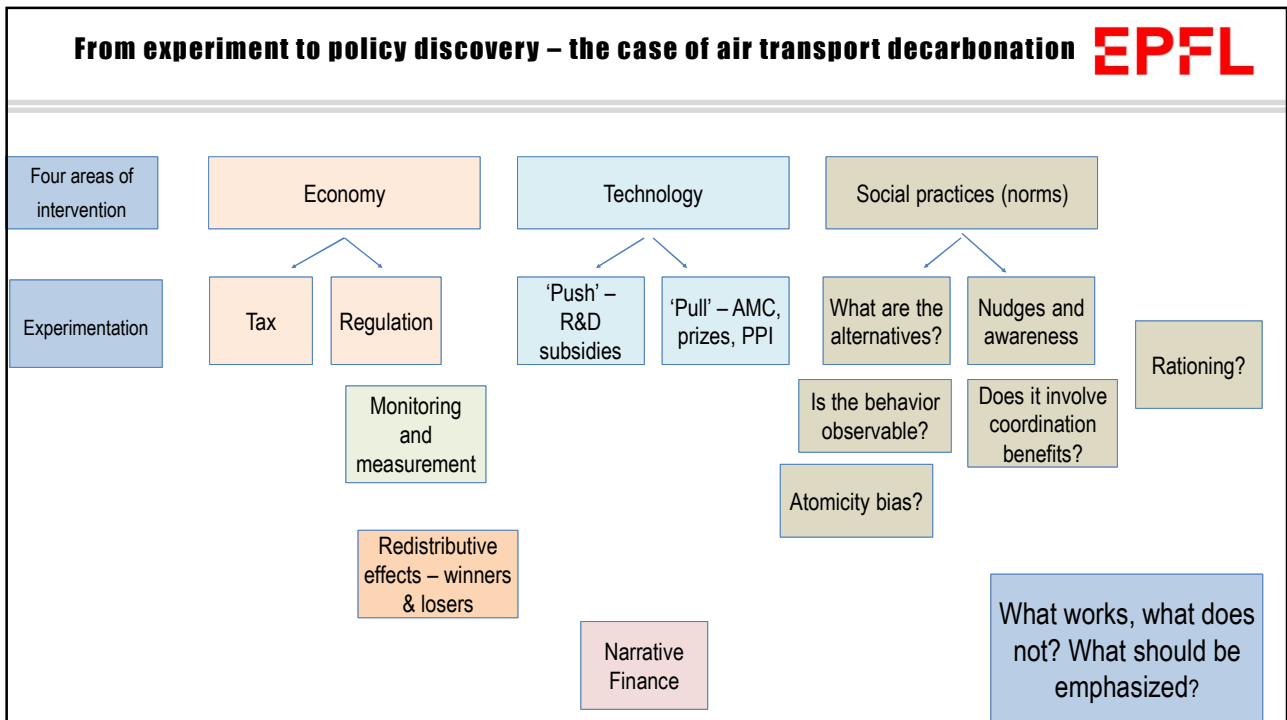 From experiment to policy discovery – the case of air transport decarbonation
EPFL
Four areas of
intervention
Economy
Technology
Social practices (norms)
Experimentation
Tax
Regulation
‘Push’ –
R&D
subsidies
‘Pull’ – AMC,
prizes, PPI
What are the
alternatives?
Nudges and
awareness
Rationing?
Monitoring
and
measurement
Is the behavior
observable?
Does it involve
coordination
benefits?
Atomicity bias?
Redistributive
effects – winners
& losers
Narrative
Finance
What works, what does
not? What should be
emphasized?